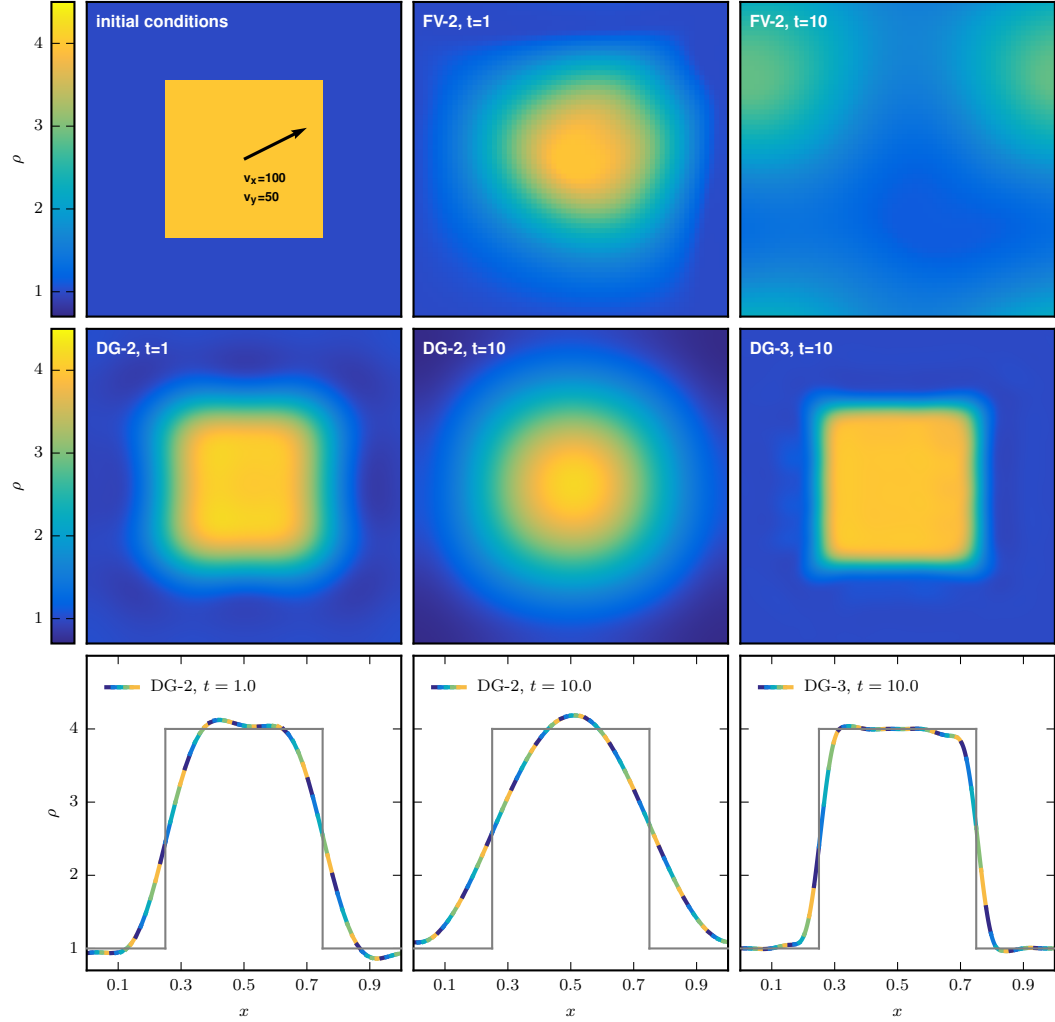 initial conditions
FV-2, t=1
FV-2, t=10
4
3
ρ
2
1
v_x=100
v_y=50
DG-2, t=1
DG-2, t=10
DG-3, t=10
4
3
ρ
2
1
DG-2, t = 1.0
DG-2, t = 10.0
DG-3, t = 10.0
4
3
ρ
2
1
0.1 0.3 0.5 0.7 0.9
0.1 0.3 0.5 0.7 0.9
0.1 0.3 0.5 0.7 0.9
x
x
x